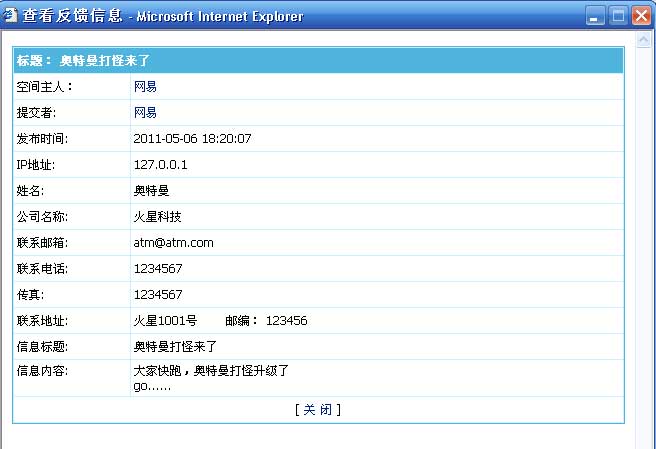 查看反馈信息 - Microsoft Internet Explorer
标题： 奥特曼打怪来了
空间主人： 网易
提交者: 网易
发布时间: 2011-05-06 18:20:07
IP地址: 127.0.0.1
姓名: 奥特曼
公司名称: 火星科技
联系邮箱: atm@atm.com
联系电话: 1234567
传真: 1234567
联系地址: 火星1001号 邮编： 123456
信息标题: 奥特曼打怪来了
信息内容: 大家快跑，奥特曼打怪升级了
go......
[ 关 闭 ]